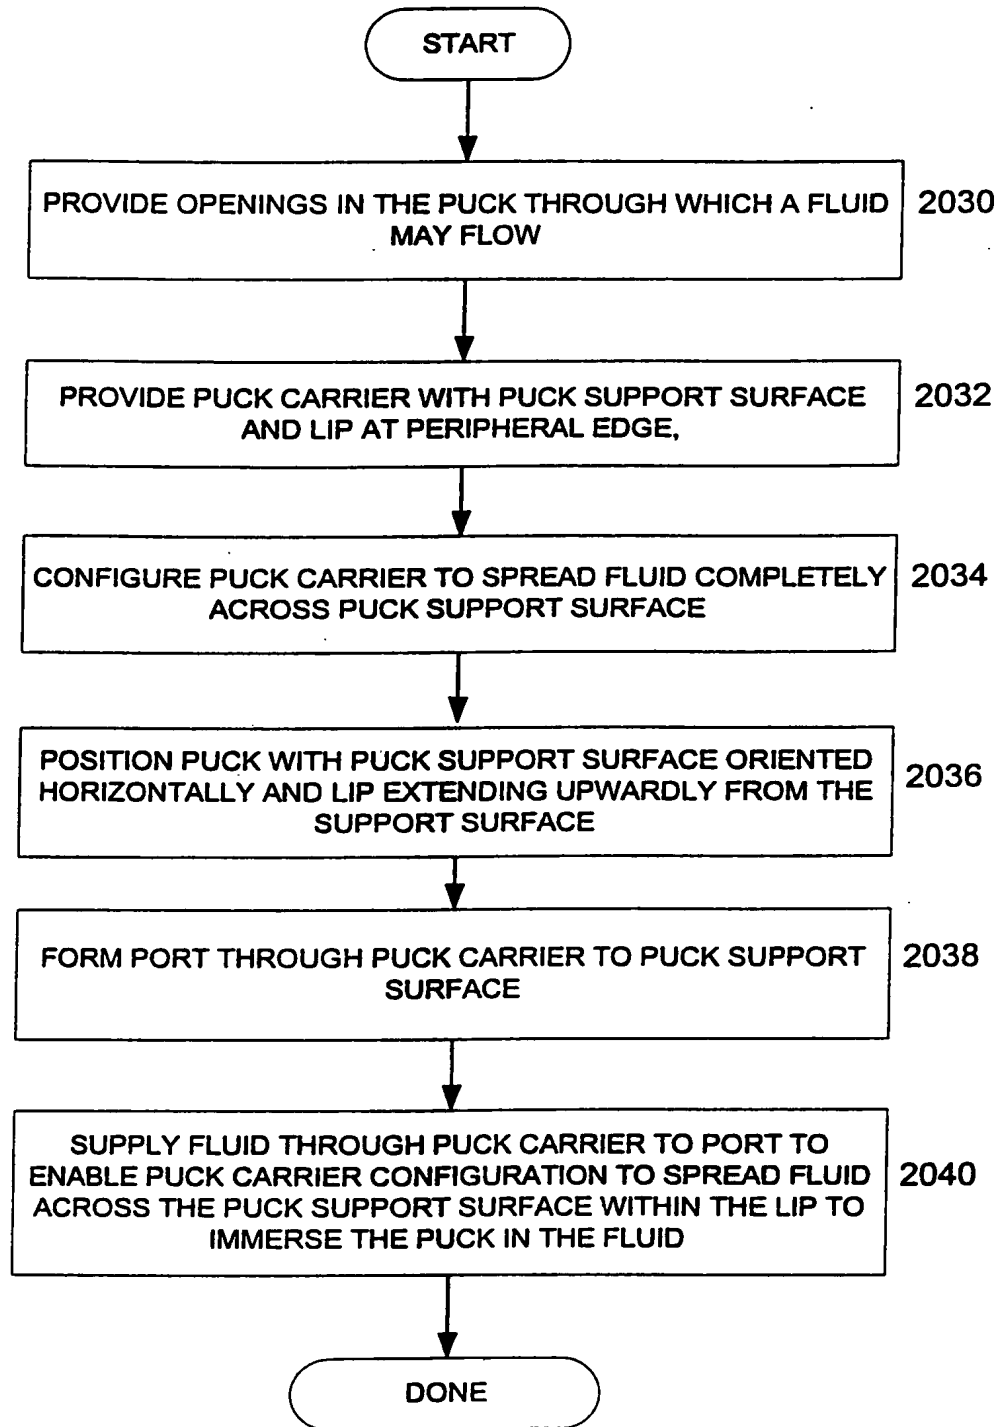 START
PROVIDE OPENINGS IN THE PUCK THROUGH WHICH A FLUID
MAY FLOW
2030
PROVIDE PUCK CARRIER WITH PUCK SUPPORT SURFACE
AND LIP AT PERIPHERAL EDGE,
2032
CONFIGURE PUCK CARRIER TO SPREAD FLUID COMPLETELY
ACROSS PUCK SUPPORT SURFACE
2034
POSITION PUCK WITH PUCK SUPPORT SURFACE ORIENTED
HORIZONTALLY AND LIP EXTENDING UPWARDLY FROM THE
SUPPORT SURFACE
2036
FORM PORT THROUGH PUCK CARRIER TO PUCK SUPPORT
SURFACE
2038
SUPPLY FLUID THROUGH PUCK CARRIER TO PORT TO
ENABLE PUCK CARRIER CONFIGURATION TO SPREAD FLUID
ACROSS THE PUCK SUPPORT SURFACE WITHIN THE LIP TO
IMMERSE THE PUCK IN THE FLUID
2040
DONE